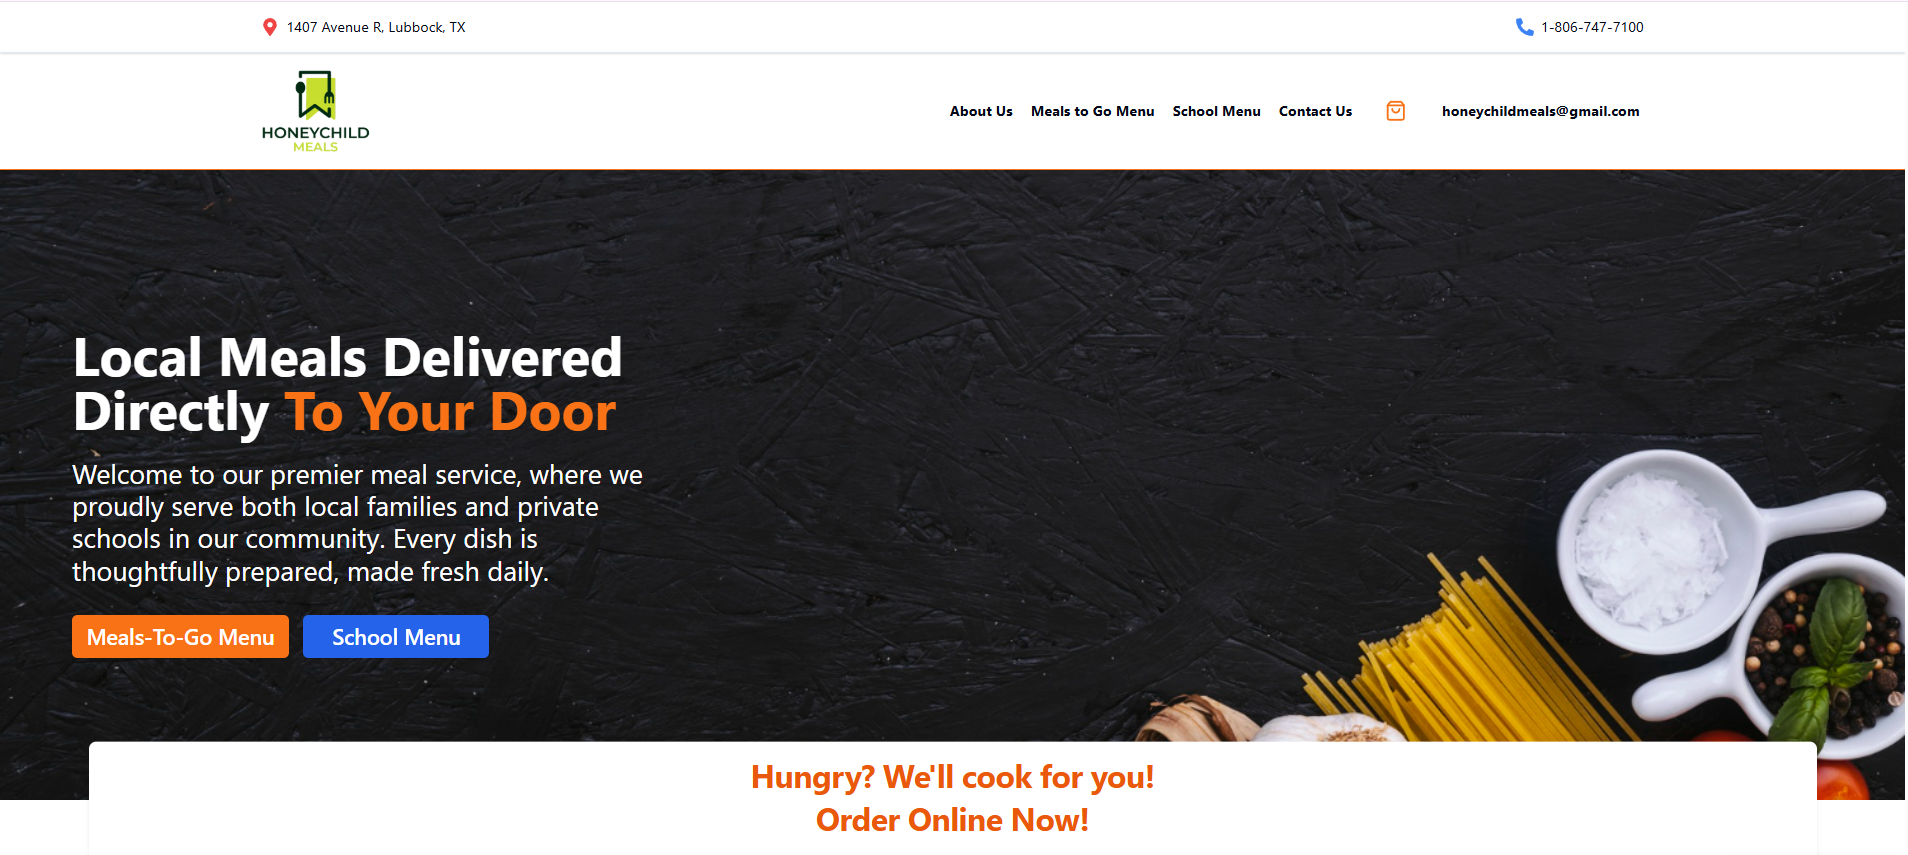 1407 Avenue R, Lubbock, TX
1-806-747-7100
HONEYCHILD
MEALS
About Us
Meals to Go Menu
School Menu
Contact Us
honeychildmeals@gmail.com
Local Meals Delivered
Directly To Your Door
Welcome to our premier meal service, where we
proudly serve both local families and private
schools in our community. Every dish is
thoughtfully prepared, made fresh daily.
Meals-To-Go Menu
School Menu
Hungry? We'll cook for you!
Order Online Now!